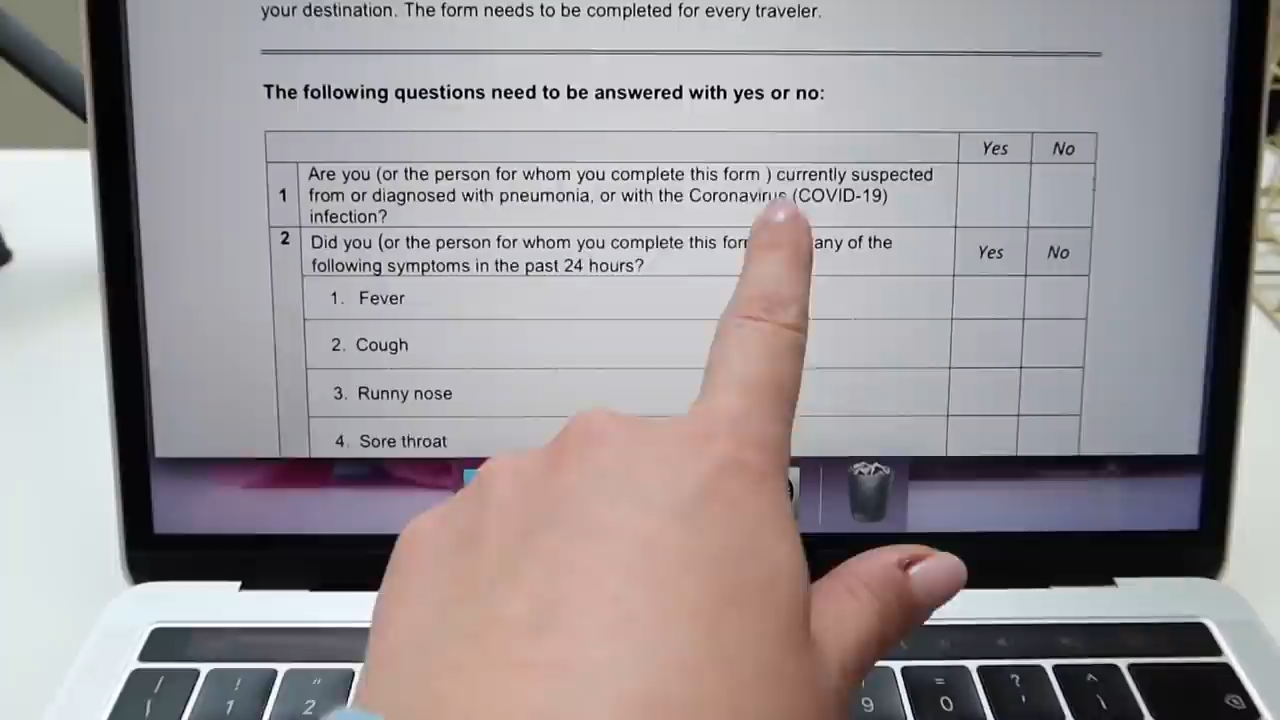 your destination. The form needs to be completed for every traveler.
The following questions need to be answered with yes or no:
Yes No
1 Are you (or the person for whom you complete this form ) currently suspected
from or diagnosed with pneumonia, or with the Coronavirus (COVID-19)
infection?
2 Did you (or the person for whom you complete this any of the Yes No
following symptoms in the past 24 hours?
1. Fever
2. Cough
3. Runny nose
4. Sore throat
! " = ? ^
1 2 9 0 '